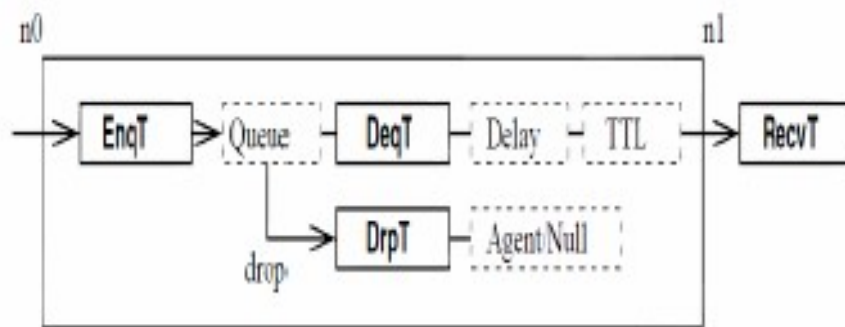 n0
n1
EnqT
Queue
DeqT
Delay
TTL
RecvT
DrpT
Agent/Null
drop